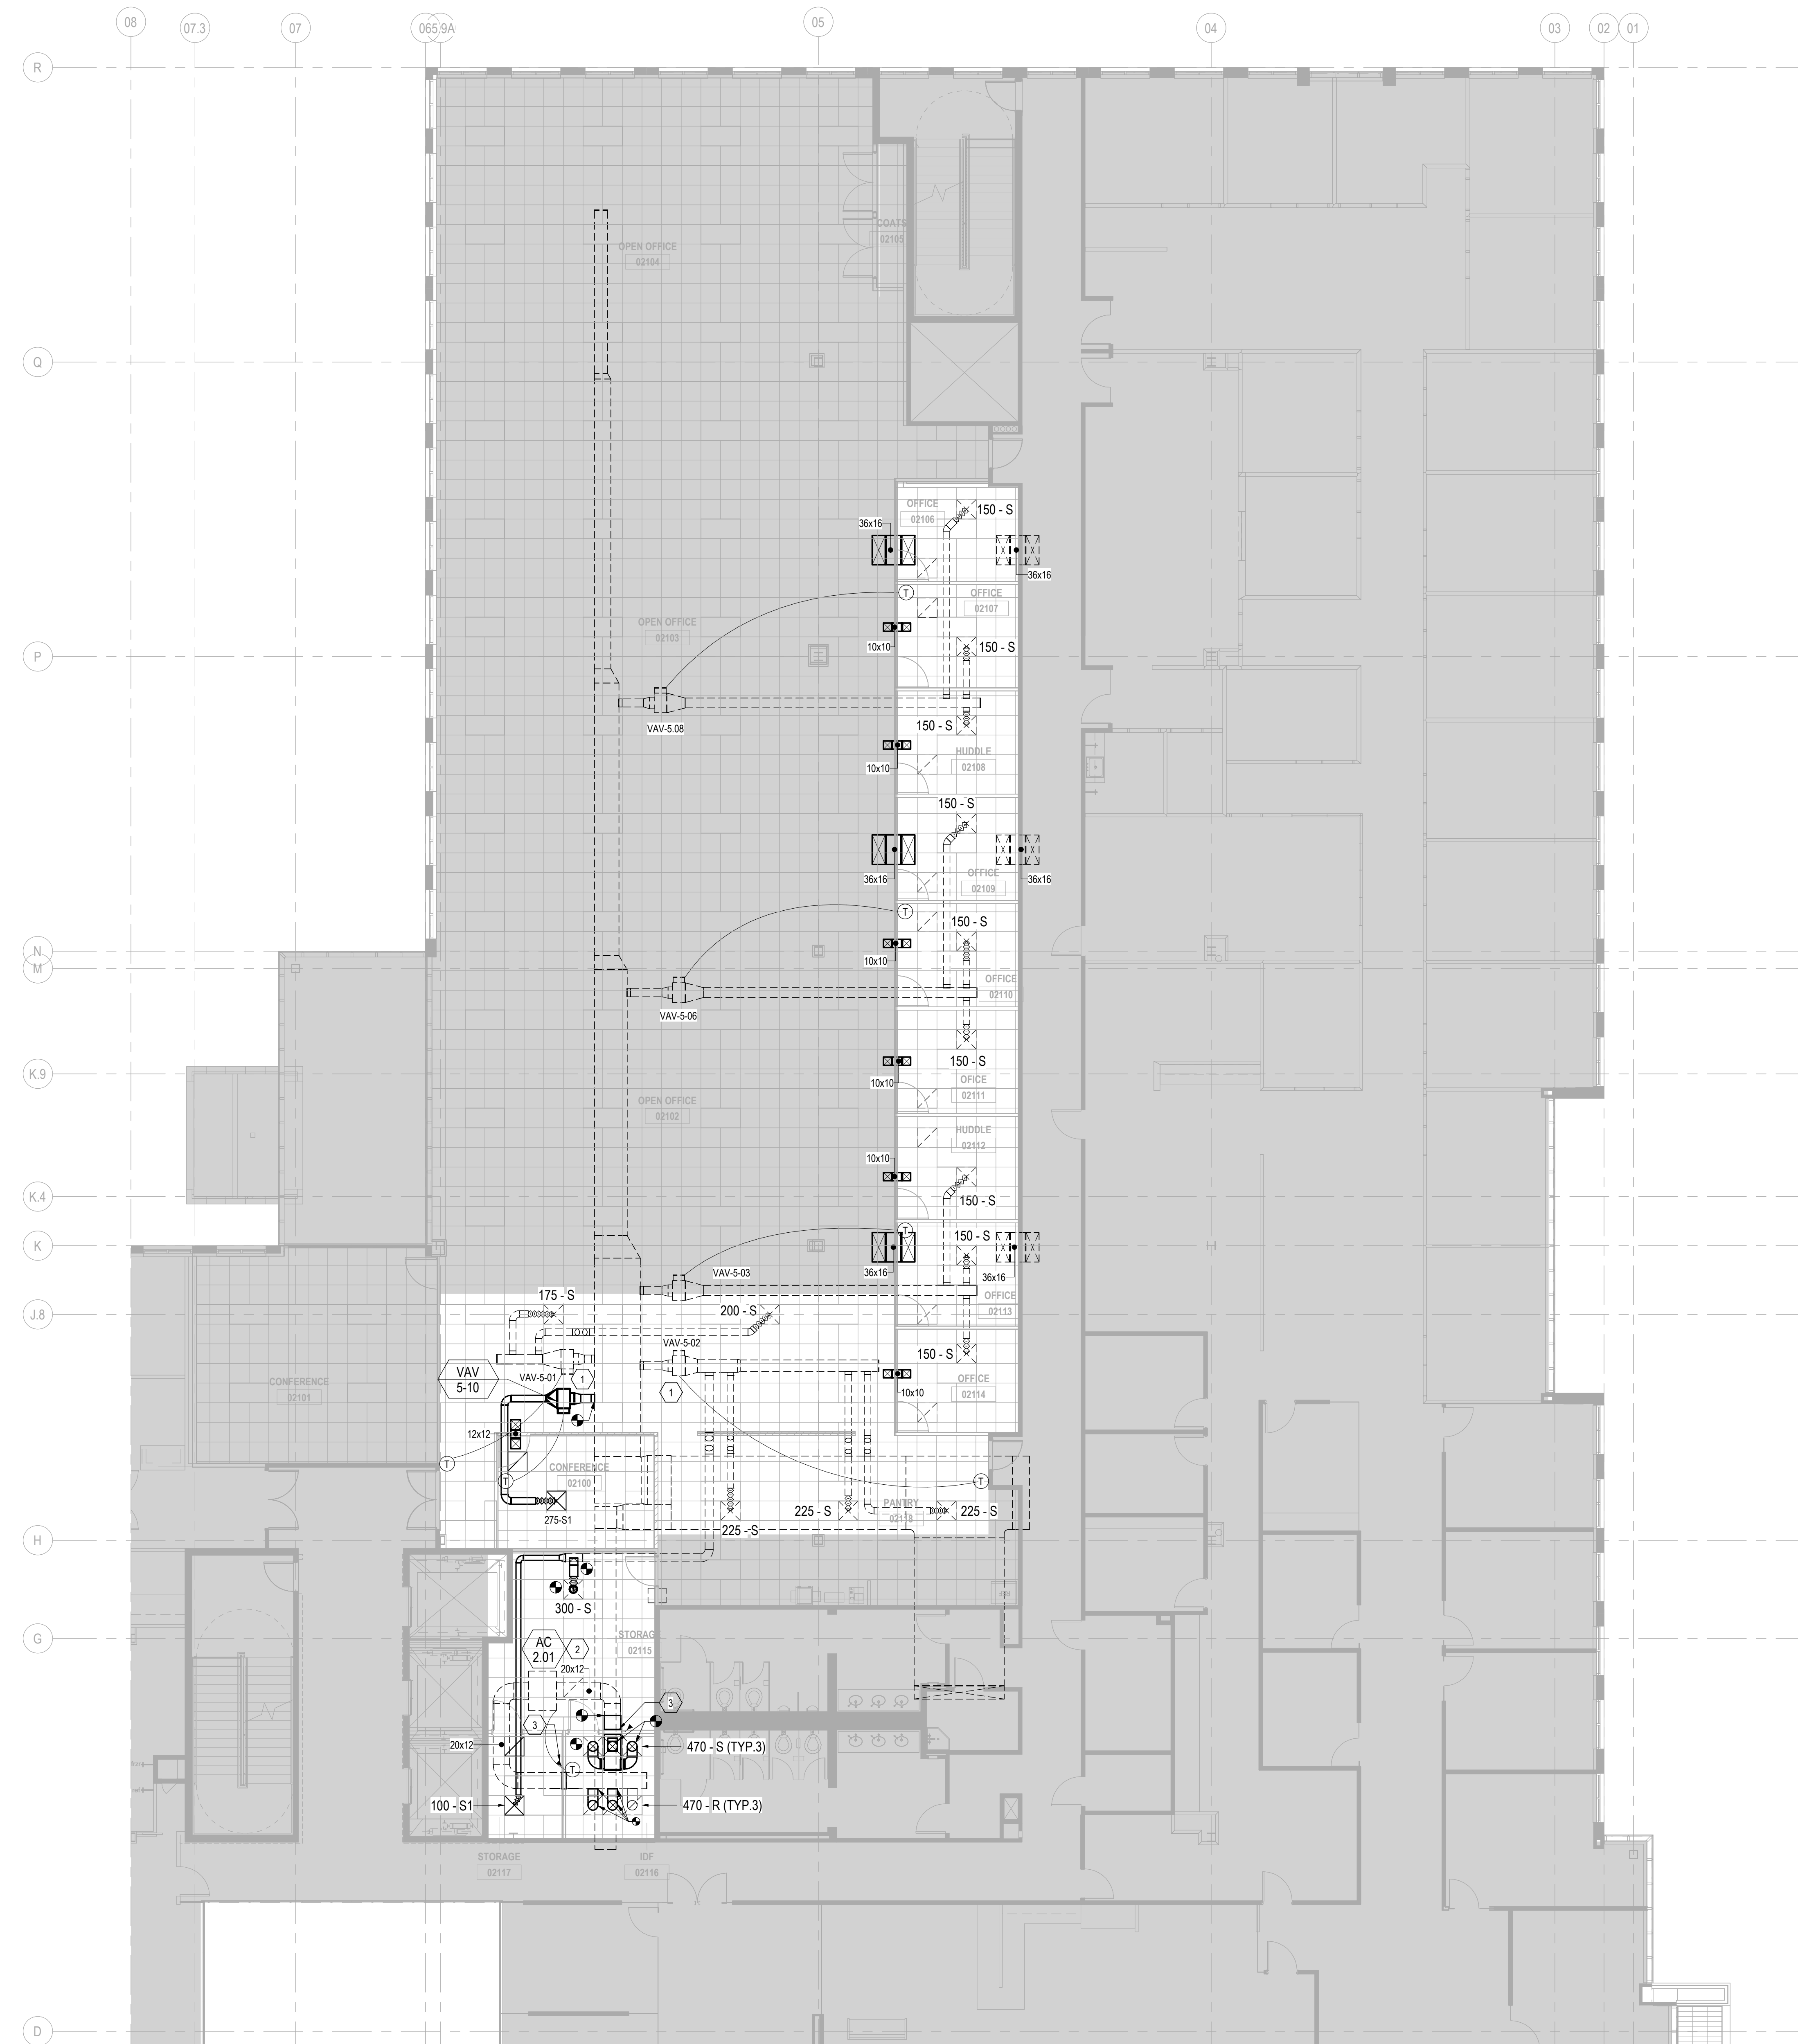 08
07.3
07
06
5.9A
05
04
03
02
01
R
COATS
02105
OPEN OFFICE
02104
Q
OFFICE
02106
150 - S
36x16
36x16
T
OFFICE
02107
OPEN OFFICE
02103
10x10
150 - S
P
150 - S
VAV-5.08
HUDDLE
02108
10x10
150 - S
OFFICE
02109
36x16
36x16
T
150 - S
N
10x10
M
OFFICE
02110
VAV-5-06
150 - S
K.9
10x10
OFICE
02111
OPEN OFFICE
02102
HUDDLE
02112
10x10
K.4
150 - S
T
150 - S
K
VAV-5-03
36x16
36x16
175 - S
OFFICE
02113
200 - S
J.8
VAV-5-02
150 - S
VAV
5-10
VAV-5-01
1
1
CONFERENCE
02101
OFFICE
02114
10x10
12x12
T
CONFERENCE
02100
T
T
PANTRY
02118
275-S1
225 - S
225 - S
225 - S
H
300 - S
G
STORAG
02115
AC
2.01
2
20x12
3
3
20x12
470 - S (TYP.3)
T
100 - S1
470 - R (TYP.3)
STORAGE
02117
IDF
02116
D